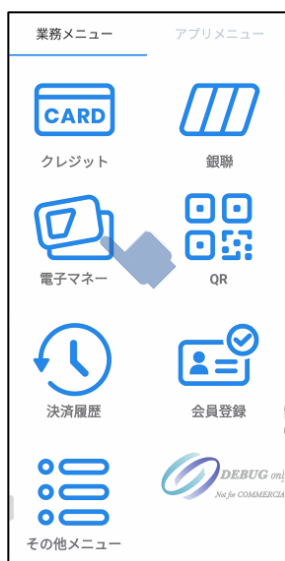 業務メニュー アプリメニュー
CARD
クレジット 銀聯
電子マネー QR
決済履歴 会員登録
DEBUG only
Not for COMMERCIA
その他メニュー